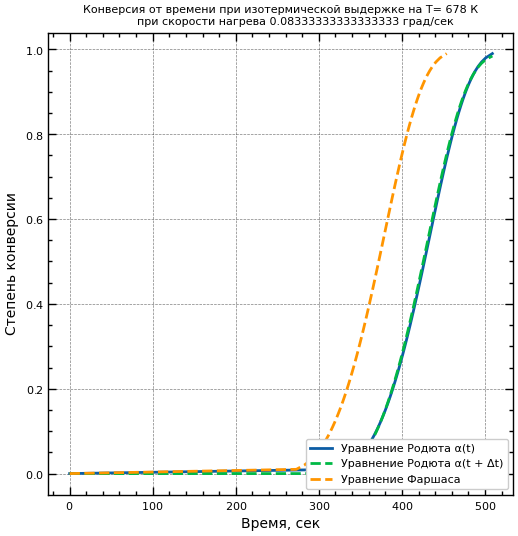 Конверсия от времени при изотермической выдержке на T= 678 К
при скорости нагрева 0.08333333333333333 град/сек
Степень конверсии
1.0
0.8
0.6
0.4
0.2
0.0
0
100
200
300
400
500
Время, сек
Уравнение Родюта α(t)
Уравнение Родюта α(t + Δt)
Уравнение Фаршаса